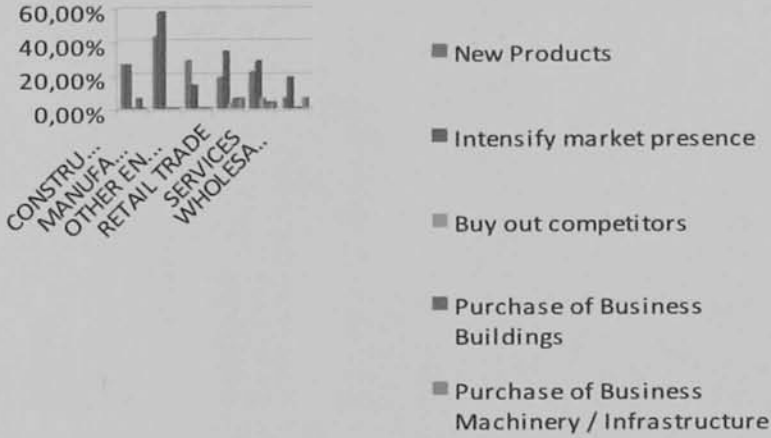 60,00%
40,00%
20,00%
0,00%
CONSTRU...
MANUFA...
OTHER EN...
RETAIL TRADE
SERVICES
WHOLESA..
New Products
Intensify market presence
Buy out competitors
Purchase of Business
Buildings
Purchase of Business
Machinery / Infrastructure